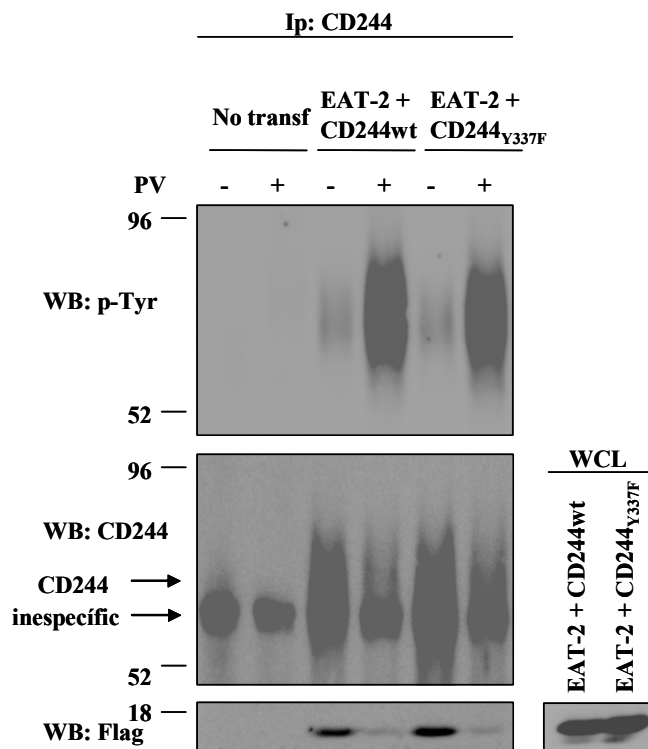 Ip: CD244
No transf
EAT-2 +
CD244wt
EAT-2 +
CD244Y337F
PV - + - + - +
96
WB: p-Tyr
52
96
WB: CD244
CD244
inespecífic
52
18
WB: Flag
WCL
EAT-2 + CD244wt
EAT-2 + CD244Y337F